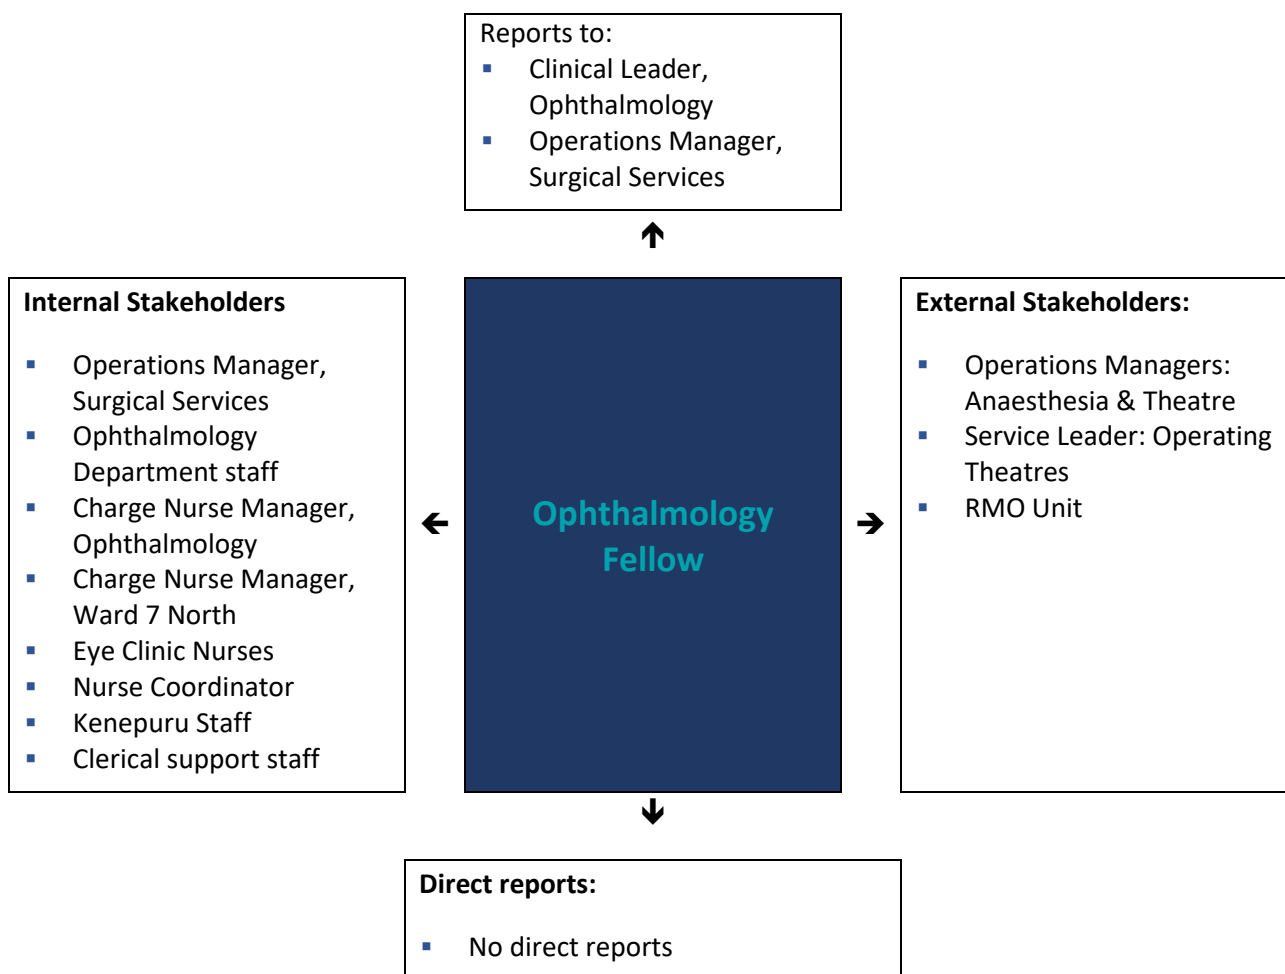 Reports to:
▪ Clinical Leader,
Ophthalmology
▪ Operations Manager,
Surgical Services
Internal Stakeholders
▪ Operations Manager,
Surgical Services
▪ Ophthalmology
Department staff
▪ Charge Nurse Manager,
Ophthalmology
▪ Charge Nurse Manager,
Ward 7 North
▪ Eye Clinic Nurses
▪ Nurse Coordinator
▪ Kenepuru Staff
▪ Clerical support staff
Ophthalmology
Fellow
External Stakeholders:
▪ Operations Managers:
Anaesthesia & Theatre
▪ Service Leader: Operating
Theatres
▪ RMO Unit
Direct reports:
▪ No direct reports